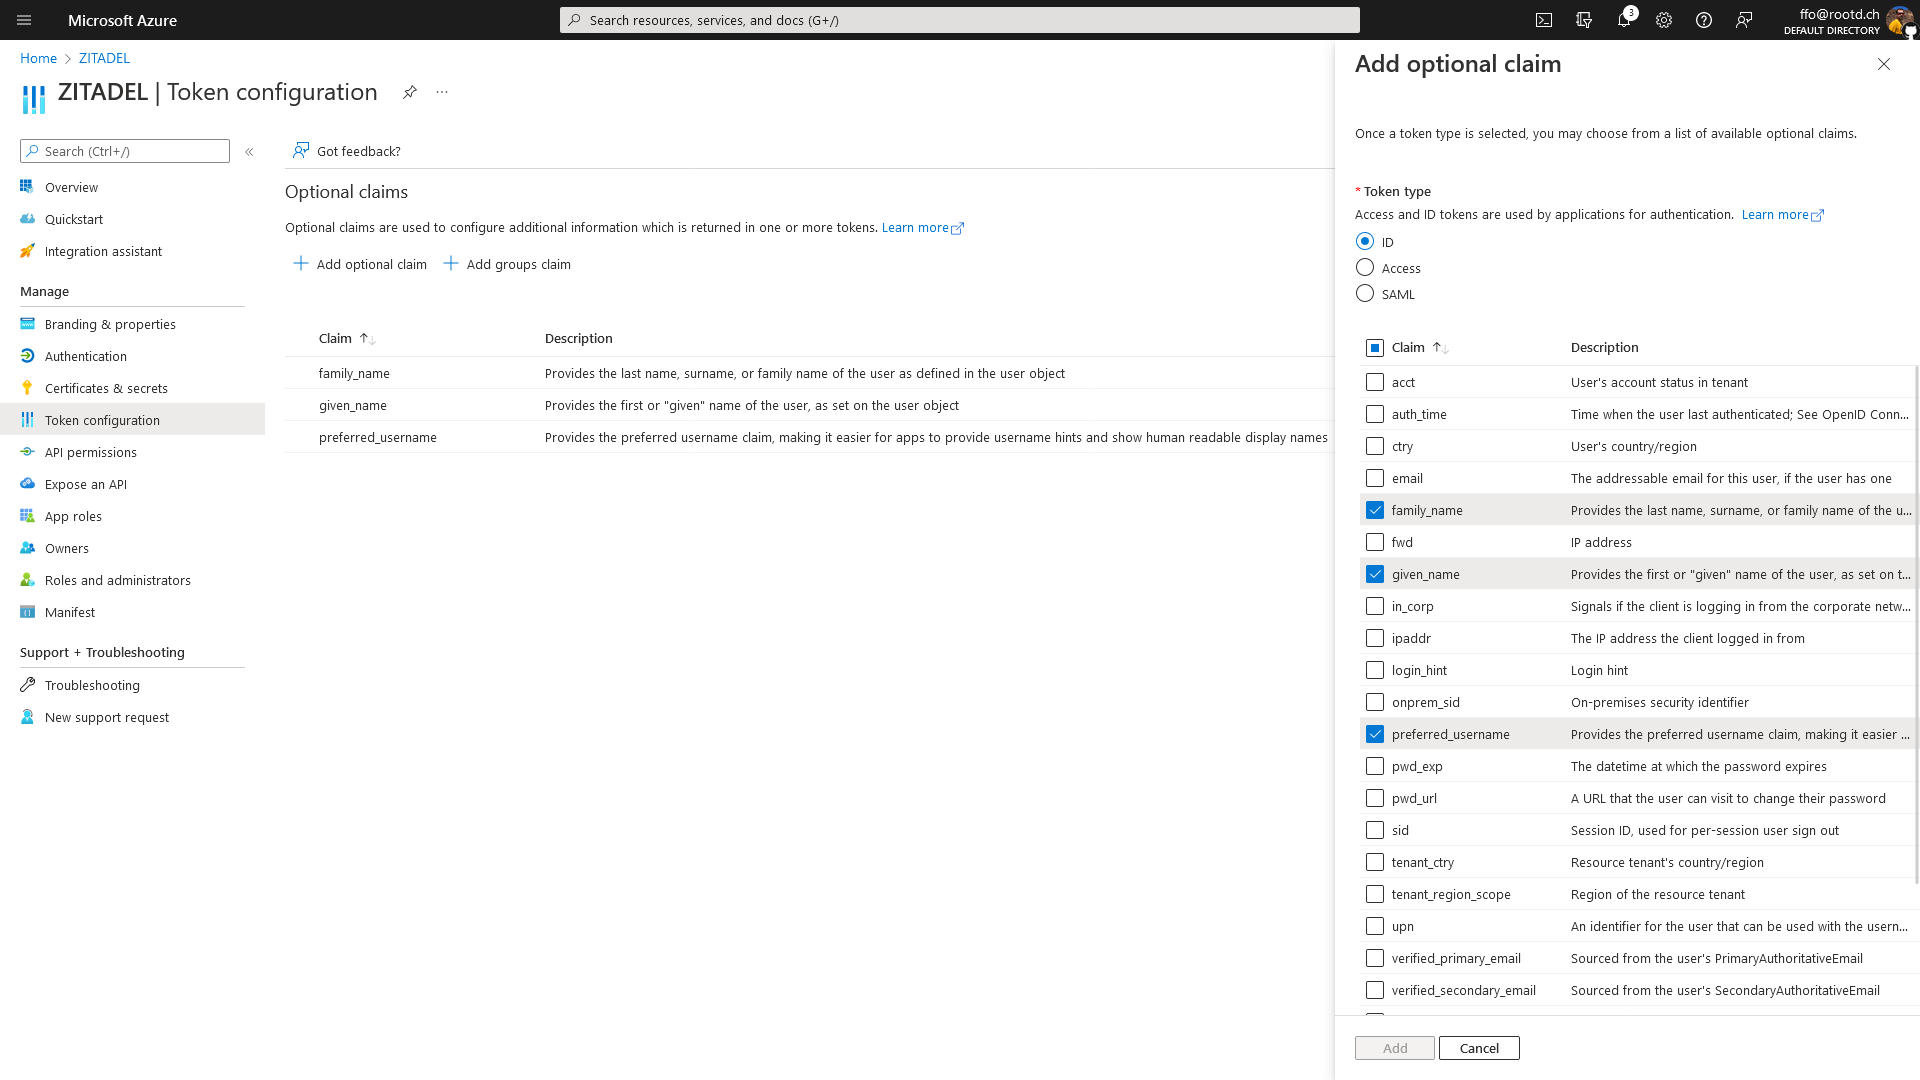 Microsoft Azure
Search resources, services, and docs (G+/)
3
ffo@rootd.ch
DEFAULT DIRECTORY
Home
ZITADEL
ZITADEL | Token configuration
Search (Ctrl+/)
Overview
Quickstart
Integration assistant
Manage
Branding & properties
Authentication
Certificates & secrets
Token configuration
API permissions
Expose an API
App roles
Owners
Roles and administrators
Manifest
Support + Troubleshooting
Troubleshooting
New support request
Got feedback?
Optional claims
Optional claims are used to configure additional information which is returned in one or more tokens. Learn more
Add optional claim Add groups claim
Claim Description
family_name Provides the last name, surname, or family name of the user as defined in the user object
given_name Provides the first or "given" name of the user, as set on the user object
preferred_username Provides the preferred username claim, making it easier for apps to provide username hints and show human readable display names
Add optional claim
Once a token type is selected, you may choose from a list of available optional claims.
* Token type
Access and ID tokens are used by applications for authentication. Learn more
ID
Access
SAML
Claim Description
acct User's account status in tenant
auth_time Time when the user last authenticated; See OpenID Conn...
ctry User's country/region
email The addressable email for this user, if the user has one
family_name Provides the last name, surname, or family name of the u...
fwd IP address
given_name Provides the first or "given" name of the user, as set on t...
in_corp Signals if the client is logging in from the corporate netw...
ipaddr The IP address the client logged in from
login_hint Login hint
onprem_sid On-premises security identifier
preferred_username Provides the preferred username claim, making it easier ...
pwd_exp The datetime at which the password expires
pwd_url A URL that the user can visit to change their password
sid Session ID, used for per-session user sign out
tenant_ctry Resource tenant's country/region
tenant_region_scope Region of the resource tenant
upn An identifier for the user that can be used with the usern...
verified_primary_email Sourced from the user's PrimaryAuthoritativeEmail
verified_secondary_email Sourced from the user's SecondaryAuthoritativeEmail
Add Cancel